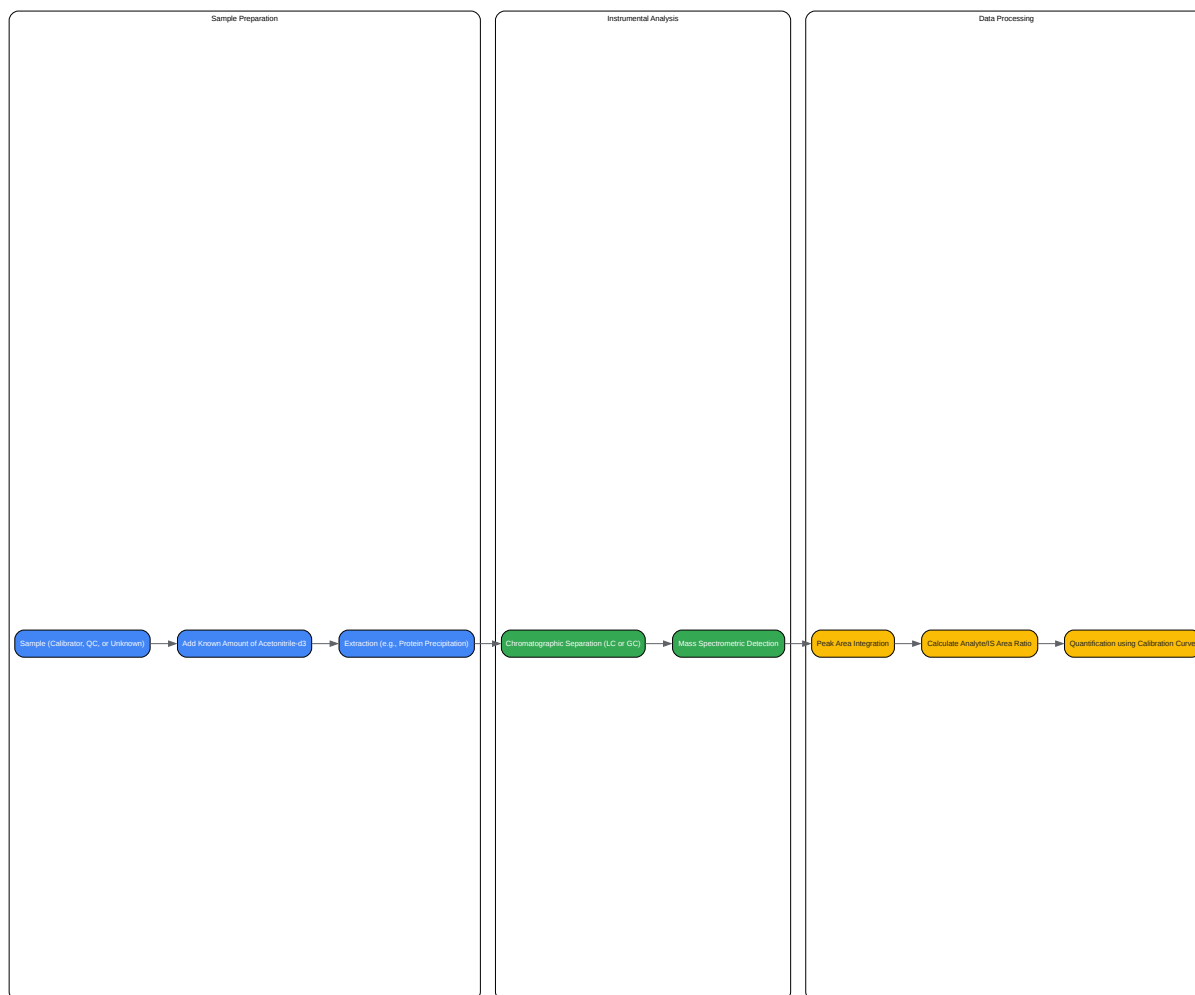 Sample Preparation
Instrumental Analysis
Data Processing
Sample (Calibrator, QC, or Unknown)
Add Known Amount of Acetonitrile-d3
Extraction (e.g., Protein Precipitation)
Chromatographic Separation (LC or GC)
Mass Spectrometric Detection
Peak Area Integration
Calculate Analyte/IS Area Ratio
Quantification using Calibration Curve